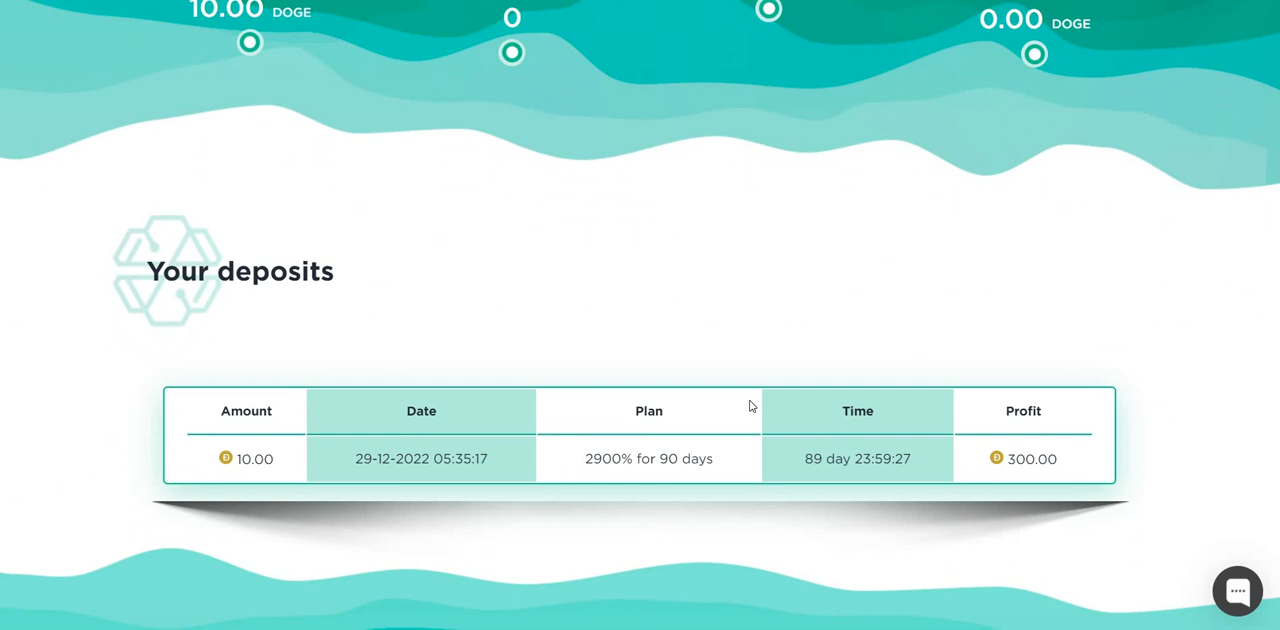 10.00 DOGE
0
0.00 DOGE
Your deposits
Amount Date Plan Time Profit
10.00 29-12-2022 05:35:17 2900% for 90 days 89 day 23:59:27 300.00